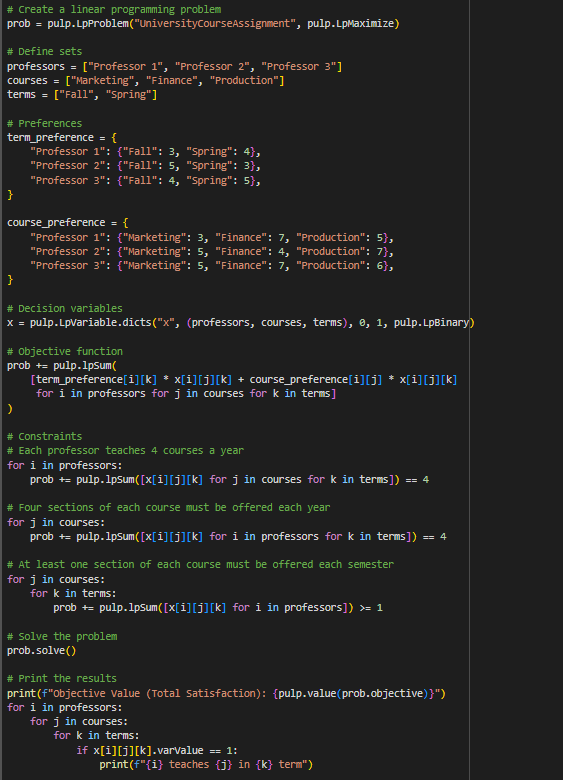 # Create a linear programming problem
prob = pulp.LpProblem("UniversityCourseAssignment", pulp.LpMaximize)
# Define sets
professors = ["Professor 1", "Professor 2", "Professor 3"]
courses = ["Marketing", "Finance", "Production"]
terms = ["Fall", "Spring"]
# Preferences
term_preference = {
    "Professor 1": {"Fall": 3, "Spring": 4},
    "Professor 2": {"Fall": 5, "Spring": 3},
    "Professor 3": {"Fall": 4, "Spring": 5},
}
course_preference = {
    "Professor 1": {"Marketing": 3, "Finance": 7, "Production": 5},
    "Professor 2": {"Marketing": 5, "Finance": 4, "Production": 7},
    "Professor 3": {"Marketing": 5, "Finance": 7, "Production": 6},
}
# Decision variables
x = pulp.LpVariable.dicts("x", (professors, courses, terms), 0, 1, pulp.LpBinary)
# Objective function
prob += pulp.lpSum(
    [term_preference[i][k] * x[i][j][k] + course_preference[i][j] * x[i][j][k]
     for i in professors for j in courses for k in terms]
)
# Constraints
# Each professor teaches 4 courses a year
for i in professors:
    prob += pulp.lpSum([x[i][j][k] for j in courses for k in terms]) == 4
# Four sections of each course must be offered each year
for j in courses:
    prob += pulp.lpSum([x[i][j][k] for i in professors for k in terms]) == 4
# At least one section of each course must be offered each semester
for j in courses:
    for k in terms:
        prob += pulp.lpSum([x[i][j][k] for i in professors]) >= 1
# Solve the problem
prob.solve()
# Print the results
print(f"Objective Value (Total Satisfaction): {pulp.value(prob.objective)}")
for i in professors:
    for j in courses:
        for k in terms:
            if x[i][j][k].varValue == 1:
                print(f"{i} teaches {j} in {k} term")